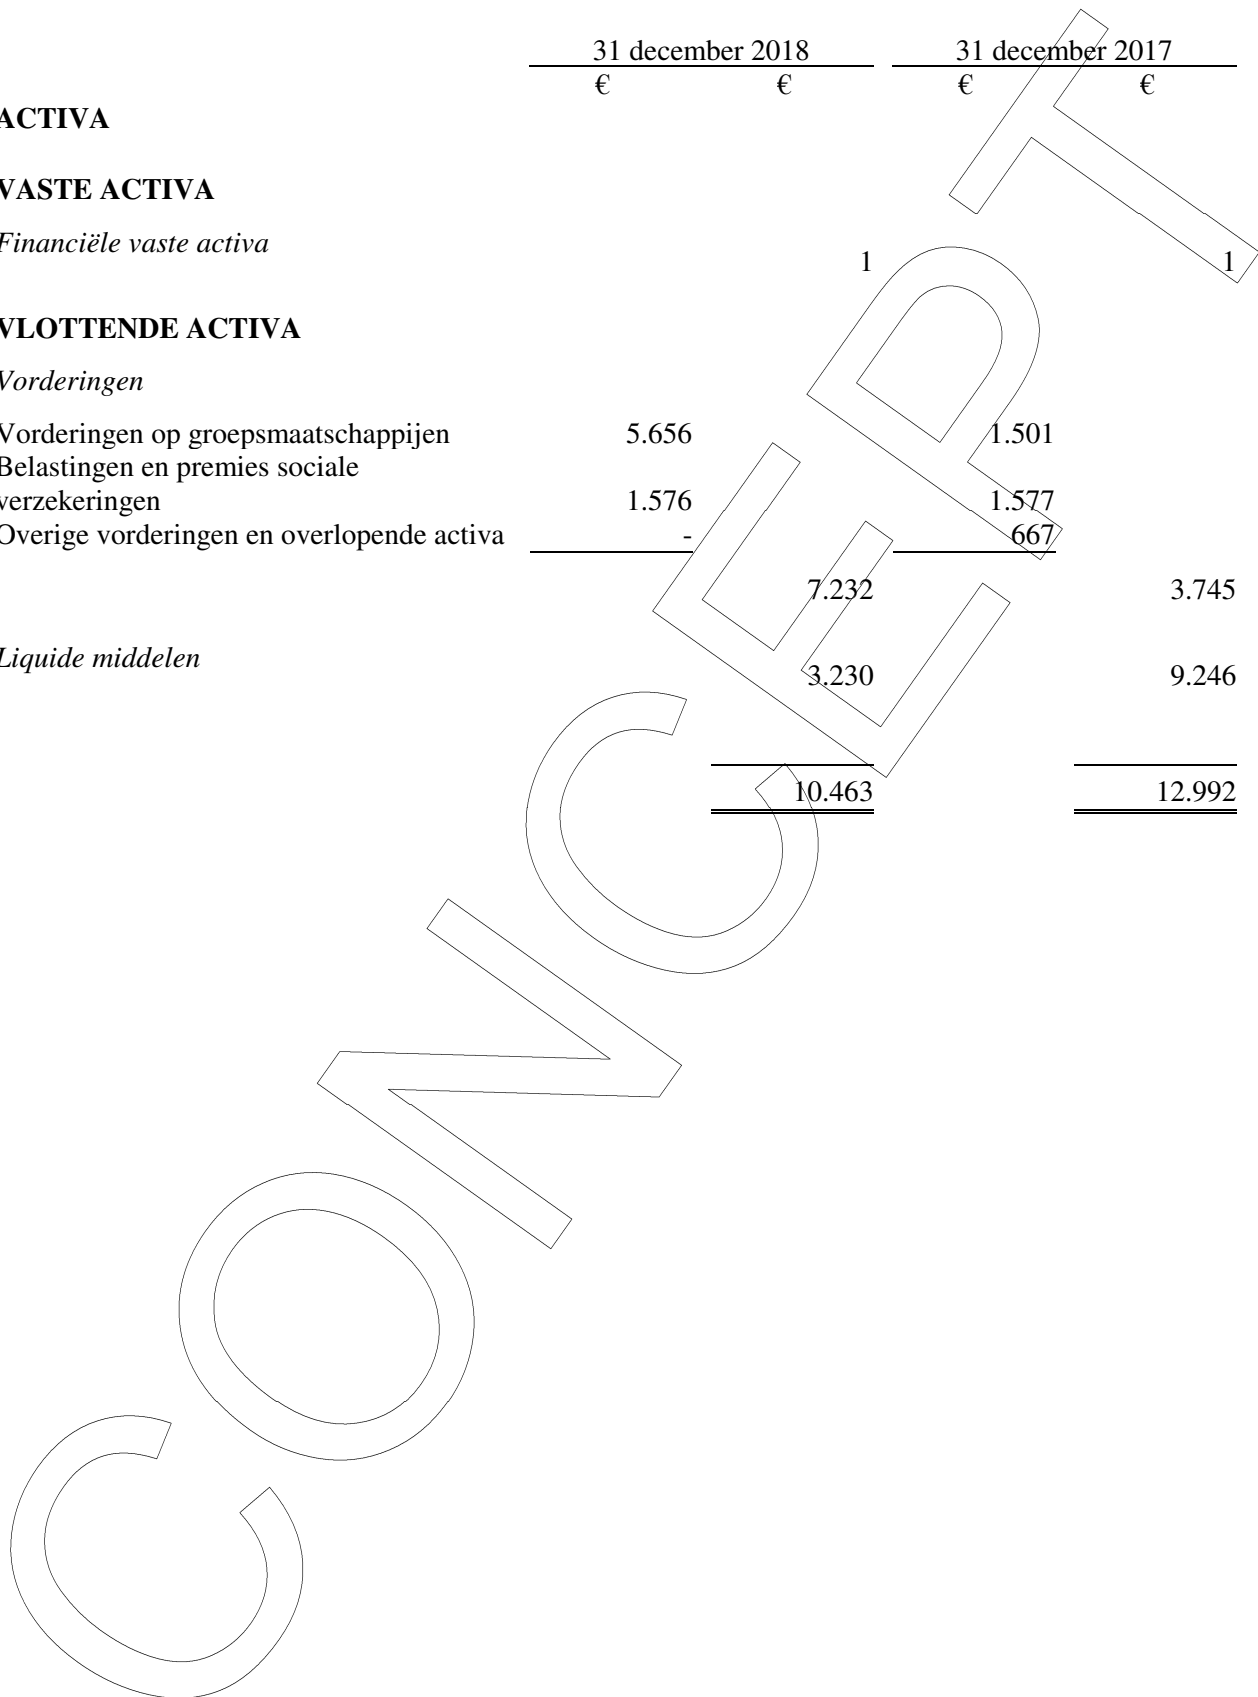 31 december 2018 31 december 2017
€ € € €
ACTIVA
VASTE ACTIVA
Financiële vaste activa
1 1
VLOTTENDE ACTIVA
Vorderingen
Vorderingen op groepsmaatschappijen 5.656 1.501
Belastingen en premies sociale
verzekeringen 1.576 1.577
Overige vorderingen en overlopende activa - 667
7.232 3.745
Liquide middelen
3.230 9.246
10.463 12.992
CONCEPT